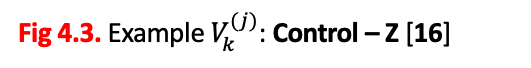 Fig 4.3. Example V_k^(j): Control – Z [16]